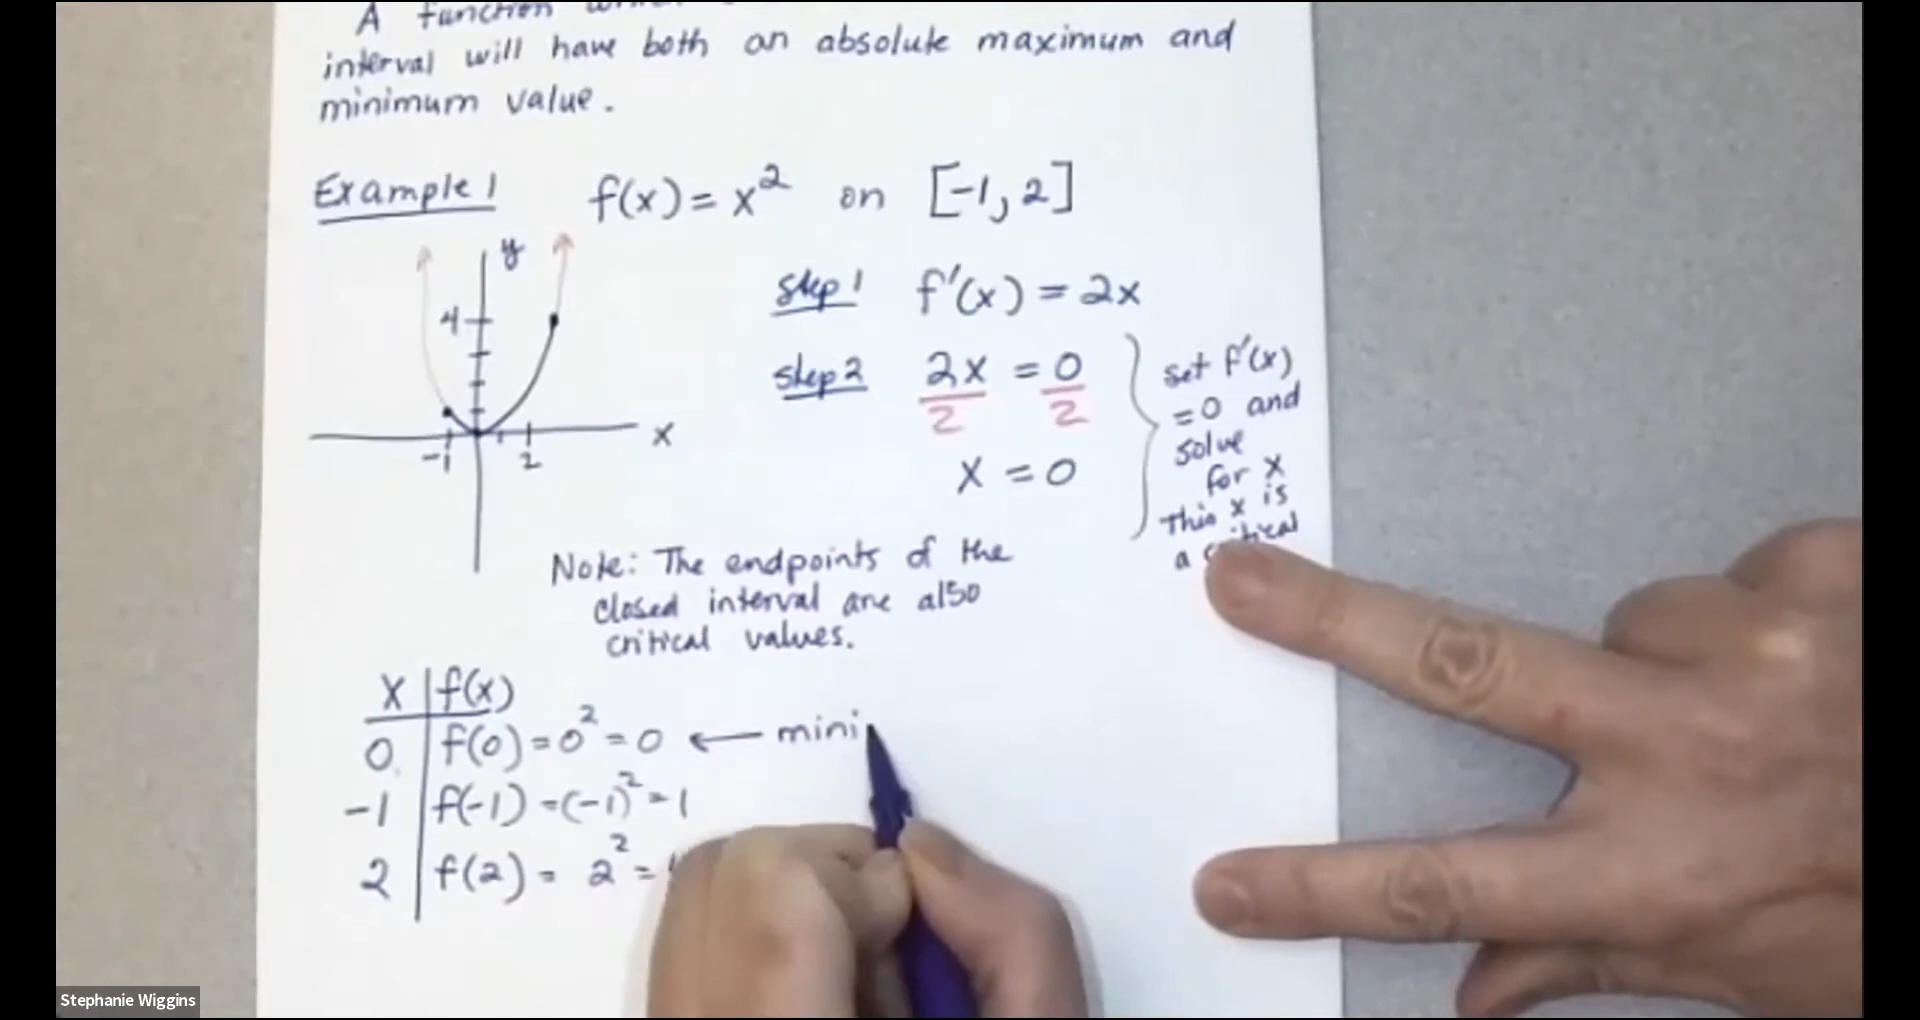 A function
interval will have both an absolute maximum and
minimum value.
Example 1 f(x) = x² on [-1, 2]
y
4
x
-1 2
step 1 f'(x) = 2x
step 2 2x = 0
2 2
x = 0
set f'(x)
= 0 and
solve
for x
This x is
a critical
Note: The endpoints of the
closed interval are also
critical values.
x f(x)
0 f(0) = 0² = 0 ← mini
-1 f(-1) = (-1)² = 1
2 f(2) = 2² =
Stephanie Wiggins